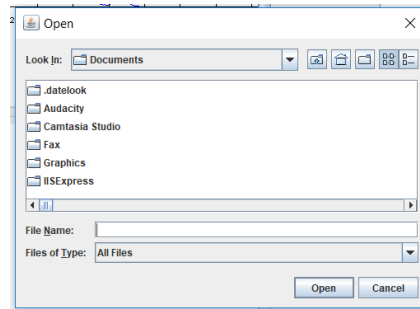 2
Open
Look In: Documents
.datelook
Audacity
Camtasia Studio
Fax
Graphics
IISExpress
File Name:
Files of Type: All Files
Open Cancel